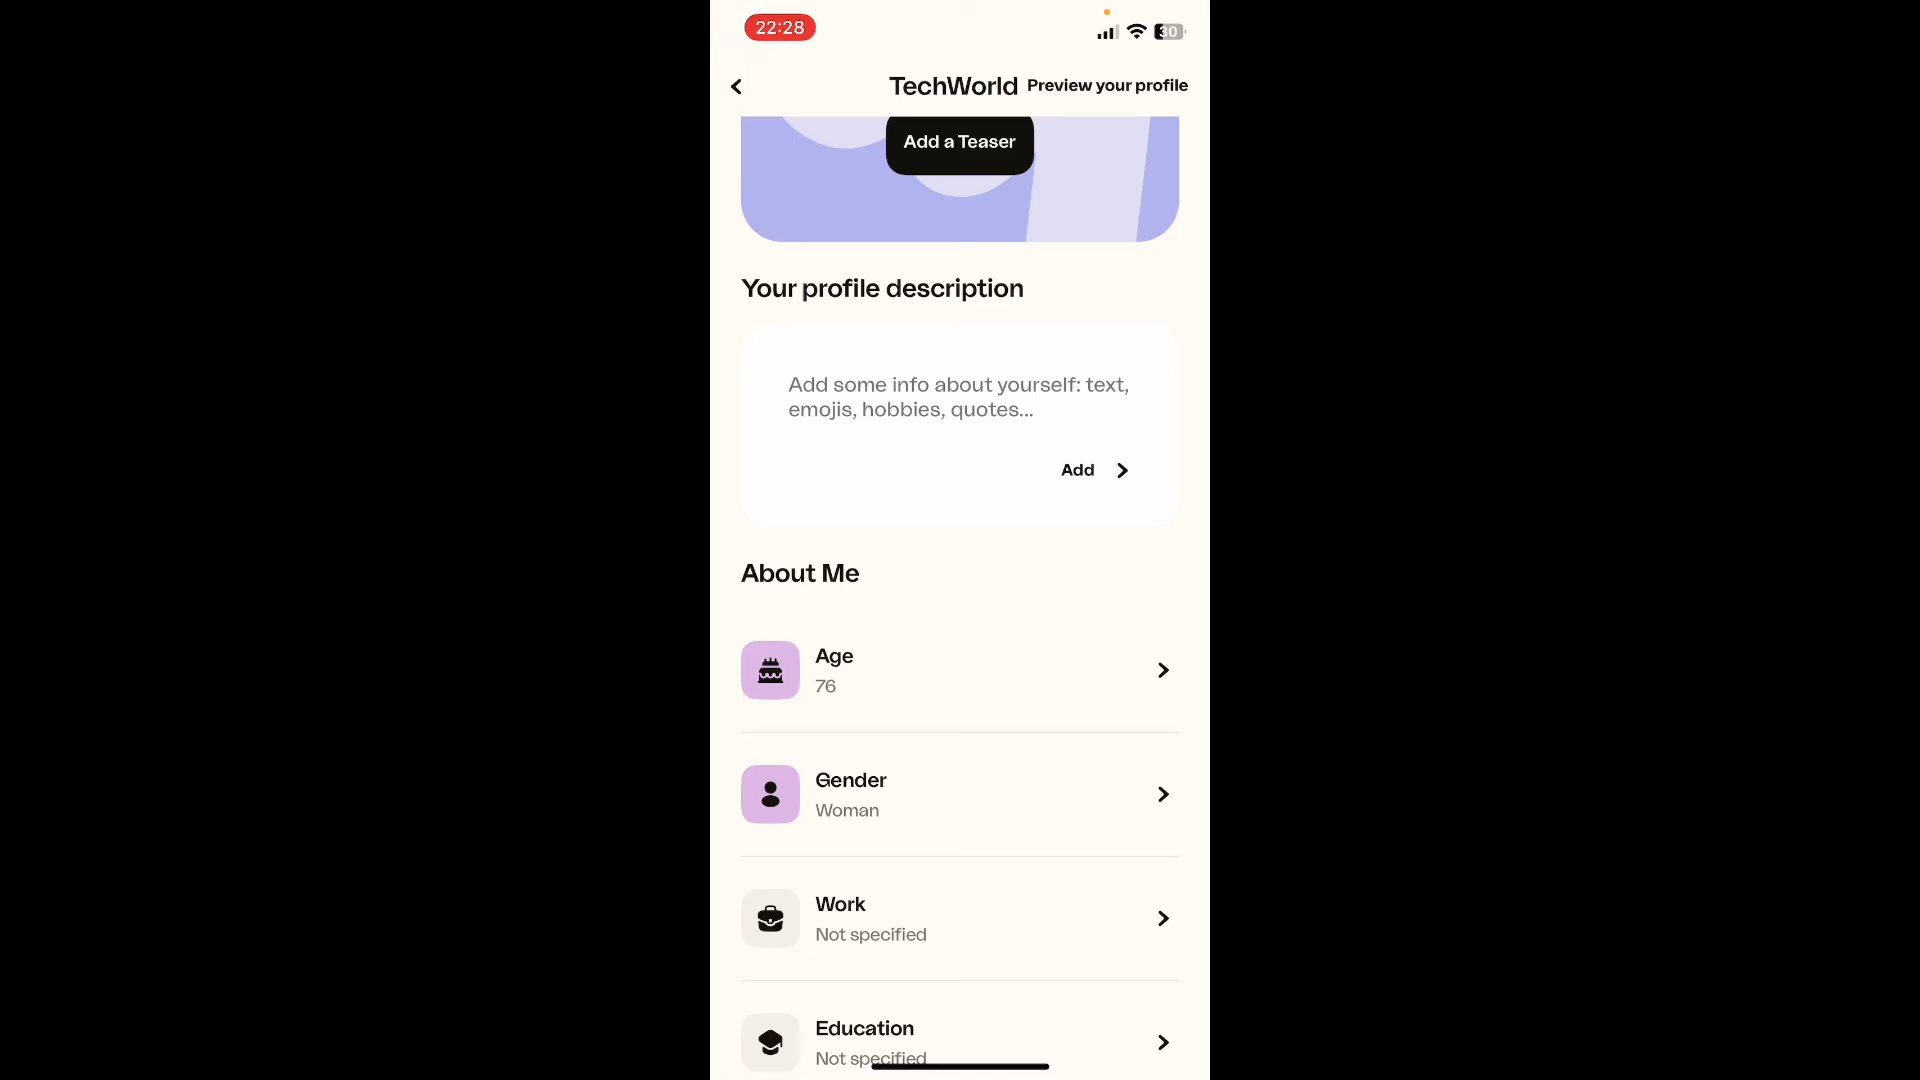 22:28
30
TechWorld Preview your profile
Add a Teaser
Your profile description
Add some info about yourself: text,
emojis, hobbies, quotes...
Add
About Me
Age
76
Gender
Woman
Work
Not specified
Education
Not specified